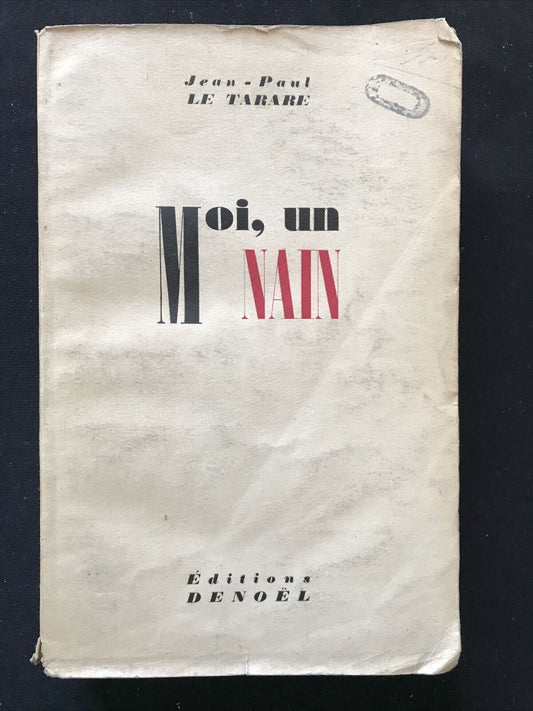 Jean-Paul
LE TARARE
Moi, un
NAIN
Éditions
DENOËL